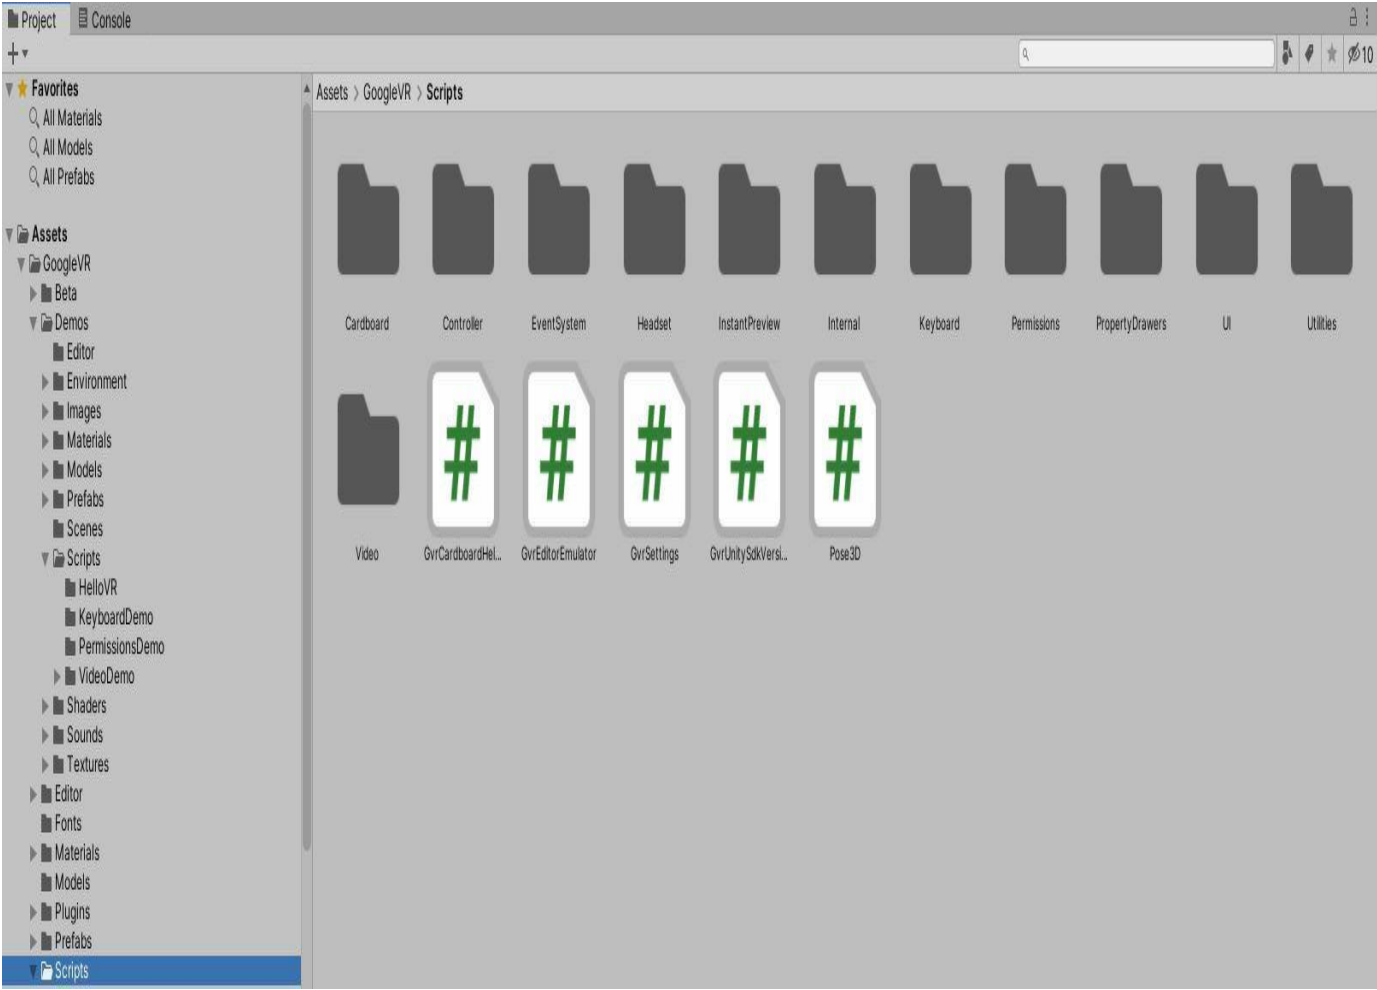 Project Console
10
Favorites
All Materials
All Models
All Prefabs
Assets
GoogleVR
Beta
Demos
Editor
Environment
Images
Materials
Models
Prefabs
Scenes
Scripts
HelloVR
KeyboardDemo
PermissionsDemo
VideoDemo
Shaders
Sounds
Textures
Editor
Fonts
Materials
Models
Plugins
Prefabs
Scripts
Assets > GoogleVR > Scripts
Cardboard Controller EventSystem Headset InstantPreview Internal Keyboard Permissions PropertyDrawers UI Utilities
Video GvrCardboardHel... GvrEditorEmulator GvrSettings GvrUnitySdkVersi... Pose3D